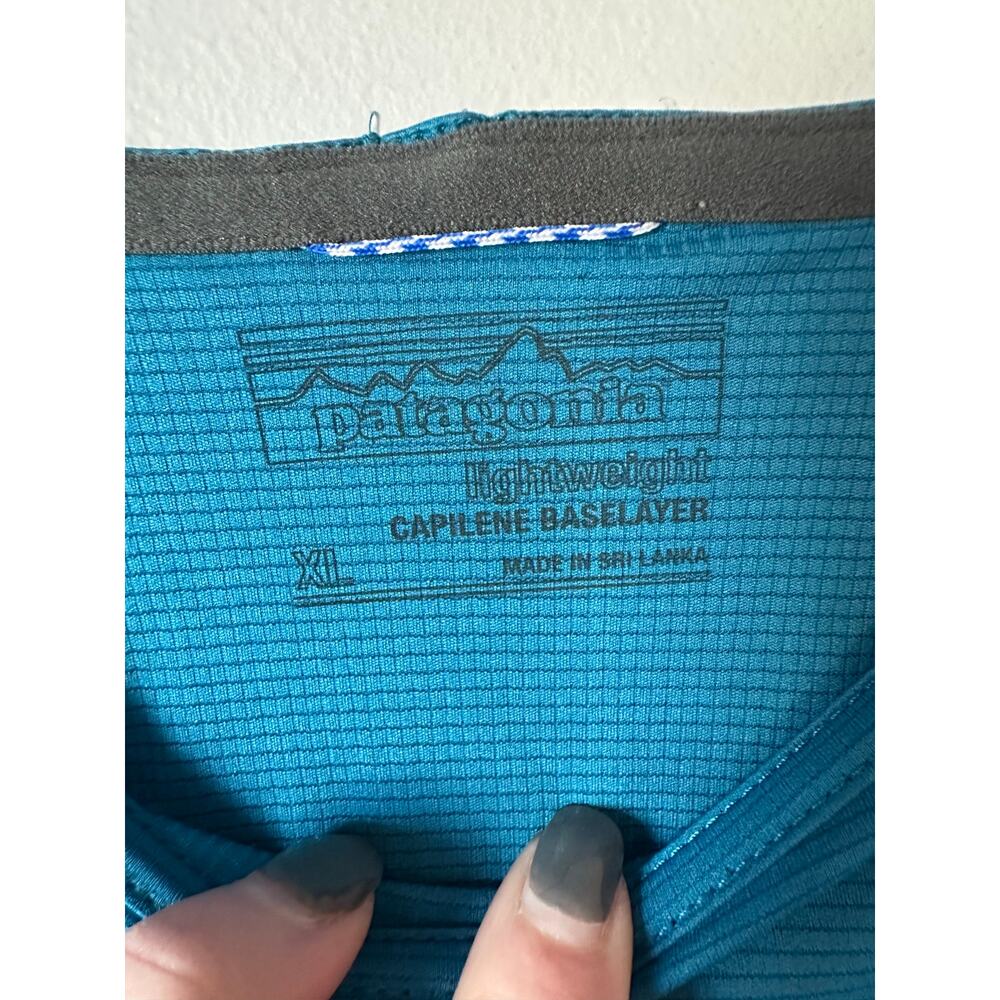 patagonia
lightweight
CAPILENE BASELAYER
XL MADE IN SRI LANKA